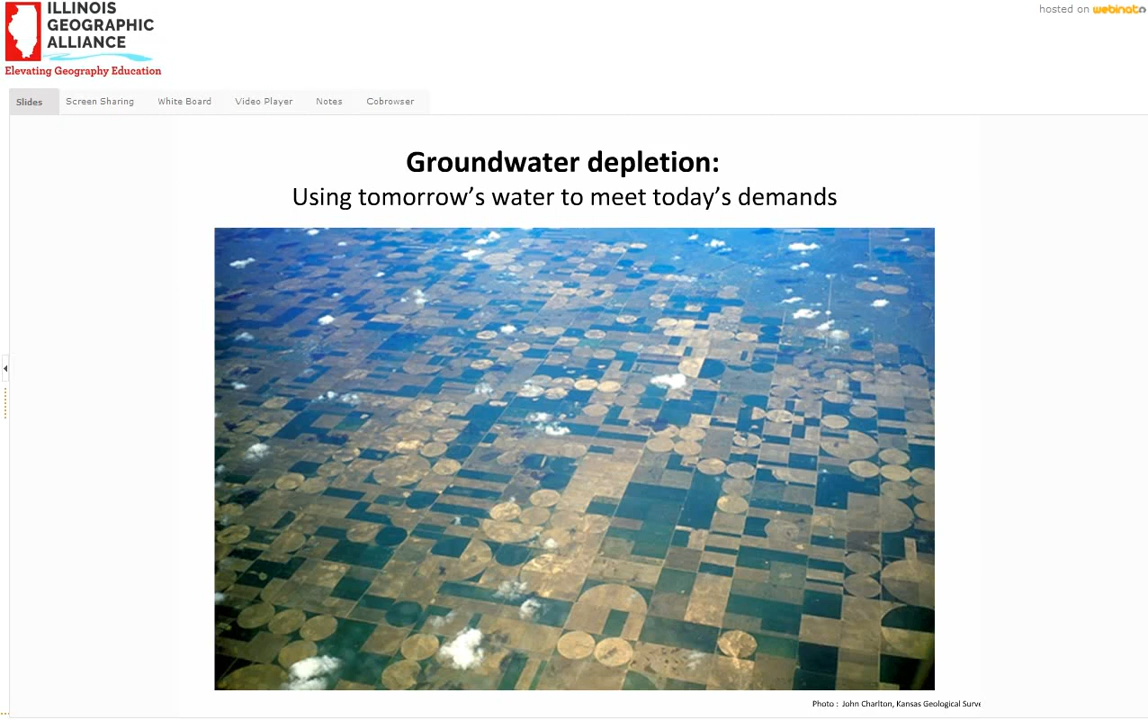 ILLINOIS
GEOGRAPHIC
ALLIANCE
Elevating Geography Education
hosted on webinato
Slides Screen Sharing White Board Video Player Notes Cobrowser
Groundwater depletion:
Using tomorrow's water to meet today's demands
Photo : John Charlton, Kansas Geological Surve